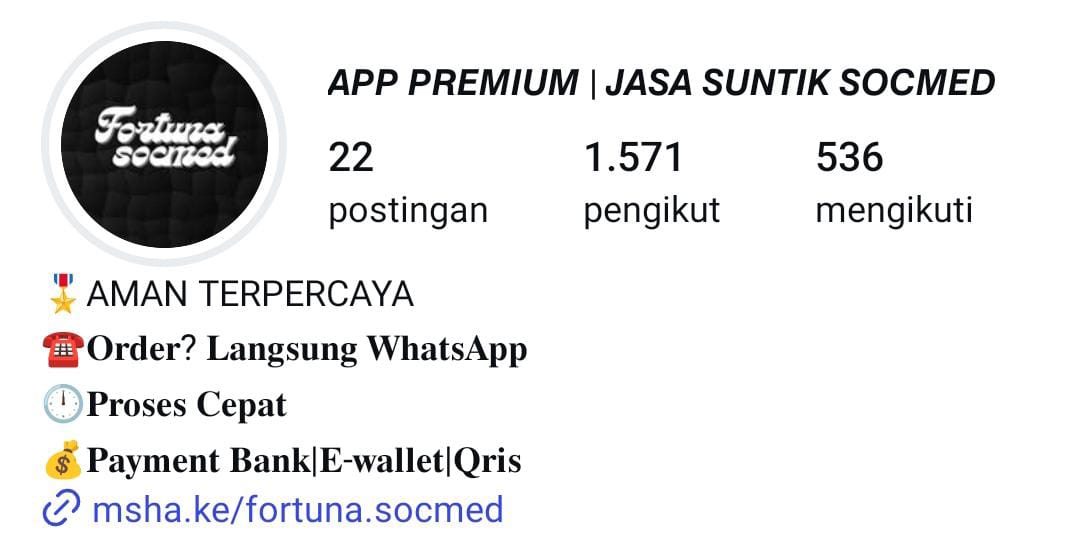 Fortuna
socmed
APP PREMIUM | JASA SUNTIK SOCMED
22 1.571 536
postingan pengikut mengikuti
🎖️AMAN TERPERCAYA
☎️Order? Langsung WhatsApp
🕛Proses Cepat
💰Payment Bank|E-wallet|Qris
msha.ke/fortuna.socmed